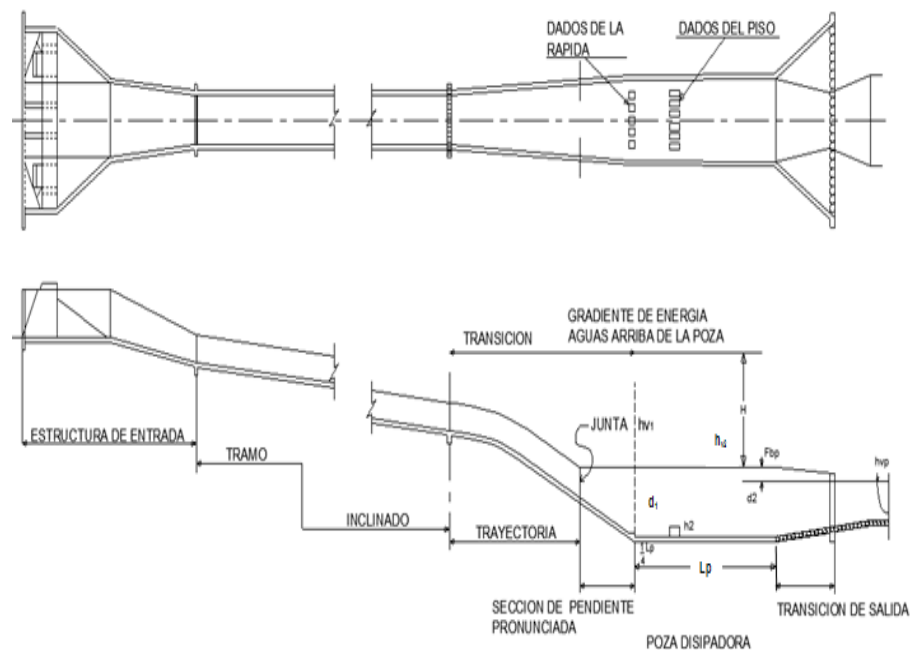 DADOS DE LA
RAPIDA
DADOS DEL PISO
GRADIENTE DE ENERGIA
AGUAS ARRIBA DE LA POZA
TRANSICION
H
JUNTA
hv1
Fbp
hvp
d2
d1
h2
ESTRUCTURA DE ENTRADA
TRAMO
INCLINADO
TRAYECTORIA
1/4 Lp
Lp
SECCION DE PENDIENTE
PRONUNCIADA
TRANSICION DE SALIDA
POZA DISIPADORA